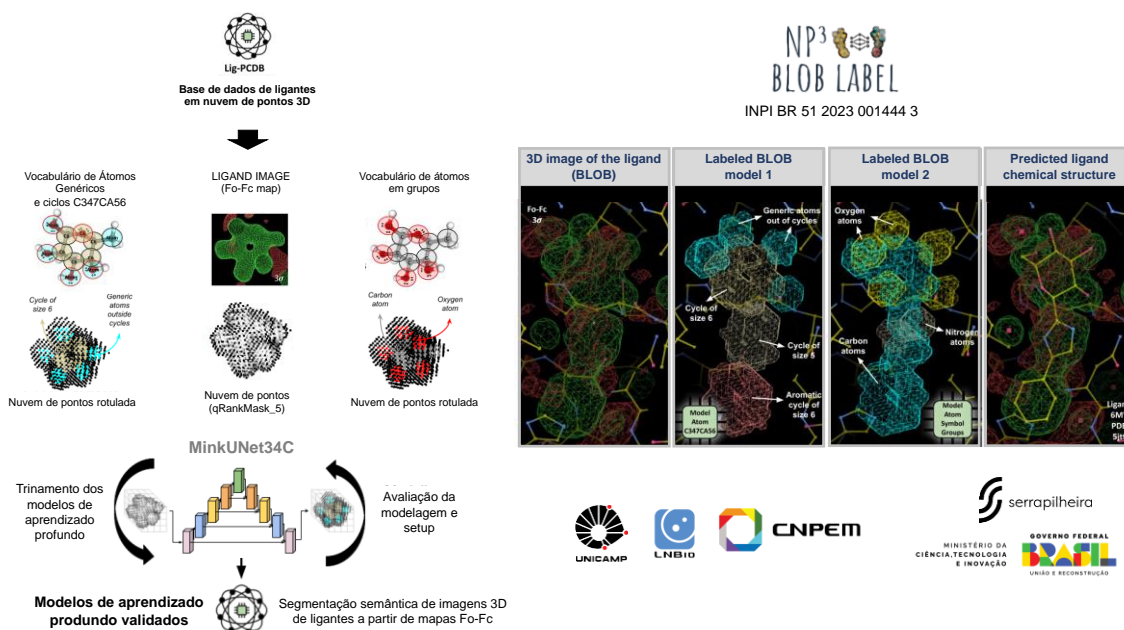 Lig-PCDB
Base de dados de ligantes
em nuvem de pontos 3D
Vocabulário de Átomos
Genéricos
e ciclos C347CA56
LIGAND IMAGE
(Fo-Fc map)
Vocabulário de átomos
em grupos
3σ
Cycle of
size 6
Generic
atoms
outside
cycles
Carbon
atom
Oxygen
atom
Nuvem de pontos rotulada
Nuvem de pontos
(qRankMask_5)
Nuvem de pontos rotulada
MinkUNet34C
Trinamento dos
modelos de
aprendizado
profundo
Avaliação da
modelagem e
setup
Modelos de aprendizado
produndo validados
Segmentação semântica de imagens 3D
de ligantes a partir de mapas Fo-Fc
NP³
BLOB LABEL
INPI BR 51 2023 001444 3
3D image of the ligand
(BLOB)
Labeled BLOB
model 1
Labeled BLOB
model 2
Predicted ligand
chemical structure
Fo-Fc
3σ
Generic atoms
out of cycles
Cycle of
size 6
Cycle of
size 5
Aromatic
cycle of
size 6
Model
Atom
C347CA56
Oxygen
atoms
Nitrogen
atoms
Carbon
atoms
Model
Atom
Symbol
Groups
UNICAMP
LNBio
CNPEM
serrapilheira
MINISTÉRIO DA
CIÊNCIA, TECNOLOGIA
E INOVAÇÃO
GOVERNO FEDERAL
BRASIL
UNIÃO E RECONSTRUÇÃO